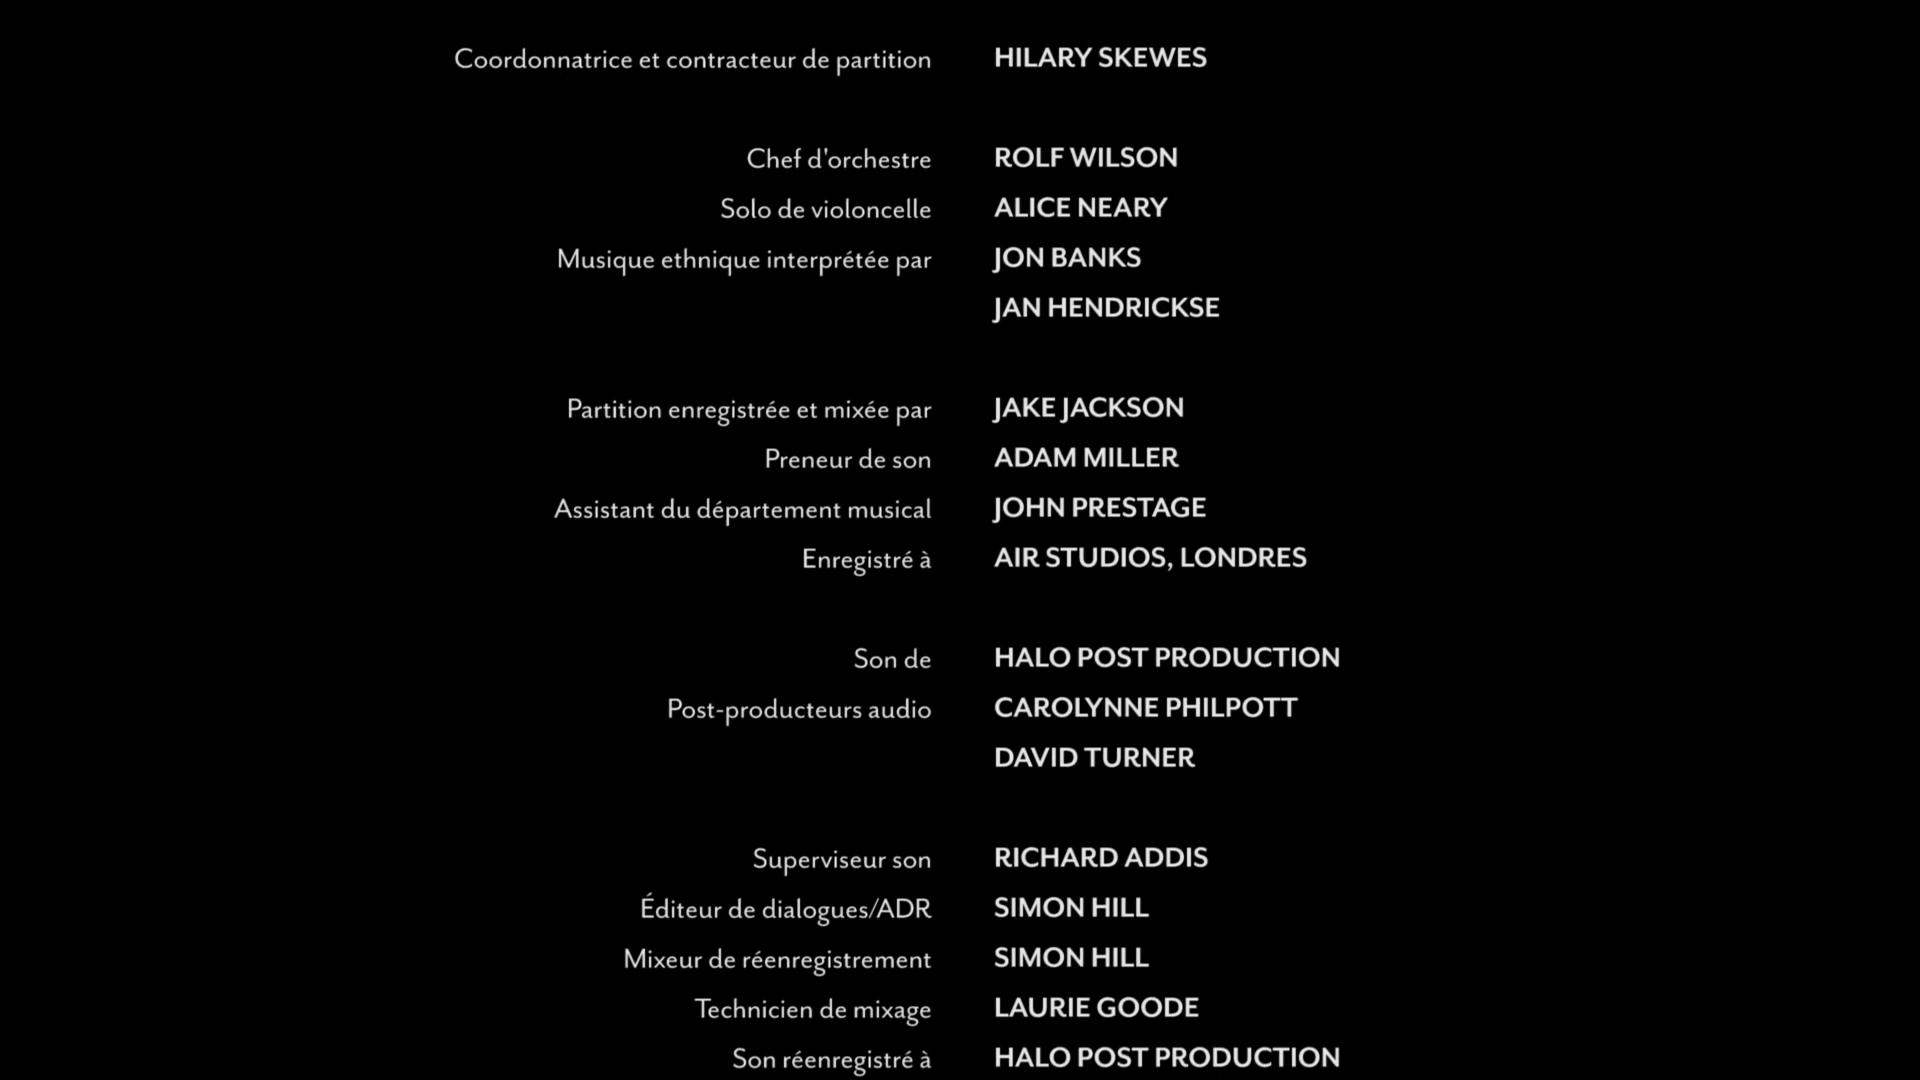 Coordonnatrice et contracteur de partition HILARY SKEWES
Chef d'orchestre ROLF WILSON
Solo de violoncelle ALICE NEARY
Musique ethnique interprétée par JON BANKS
JAN HENDRICKSE
Partition enregistrée et mixée par JAKE JACKSON
Preneur de son ADAM MILLER
Assistant du département musical JOHN PRESTAGE
Enregistré à AIR STUDIOS, LONDRES
Son de HALO POST PRODUCTION
Post-producteurs audio CAROLYNNE PHILPOTT
DAVID TURNER
Superviseur son RICHARD ADDIS
Éditeur de dialogues/ADR SIMON HILL
Mixeur de réenregistrement SIMON HILL
Technicien de mixage LAURIE GOODE
Son réenregistré à HALO POST PRODUCTION